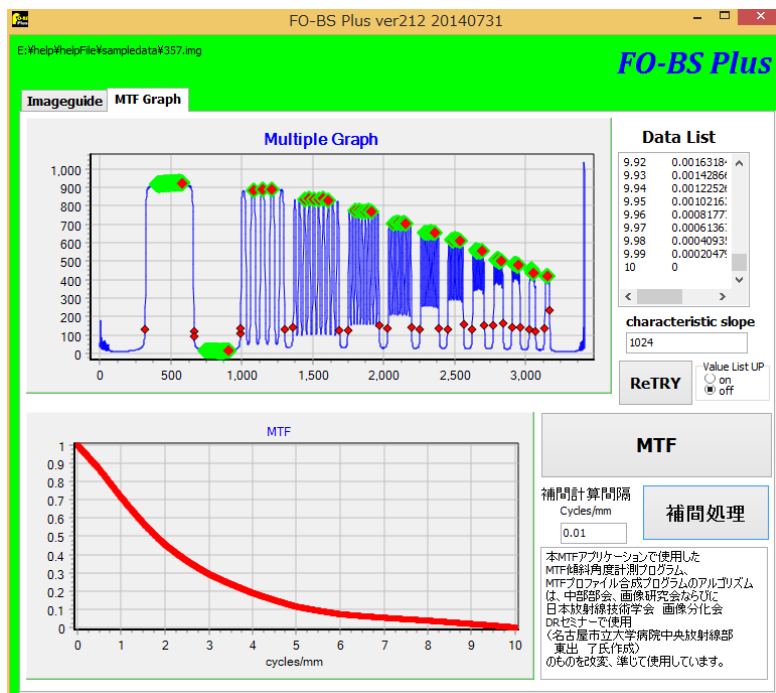 FO-BS Plus ver212 20140731
E:¥help¥helpFile¥sampledata¥357.img
FO-BS Plus
Imageguide
MTF Graph
Multiple Graph
1,000
900
800
700
600
500
400
300
200
100
0
0
500
1,000
1,500
2,000
2,500
3,000
Data List
9.92 0.00163184
9.93 0.00142866
9.94 0.00122526
9.95 0.00102163
9.96 0.00081777
9.97 0.00061367
9.98 0.00040935
9.99 0.00020479
10 0
characteristic slope
1024
ReTRY
Value List UP
on
off
MTF
1
0.9
0.8
0.7
0.6
0.5
0.4
0.3
0.2
0.1
0
0 1 2 3 4 5 6 7 8 9 10
cycles/mm
MTF
補間計算間隔
Cycles/mm
0.01
補間処理
本MTFアプリケーションで使用した
MTF傾斜角度計測プログラム、
MTFプロファイル合成プログラムのアルゴリズム
は、中部部会、画像研究会ならびに
日本放射線技術学会 画像分化会
DRセミナーで使用
(名古屋市立大学病院中央放射線部
東出 了氏作成)
のものを改変、準じて使用しています。